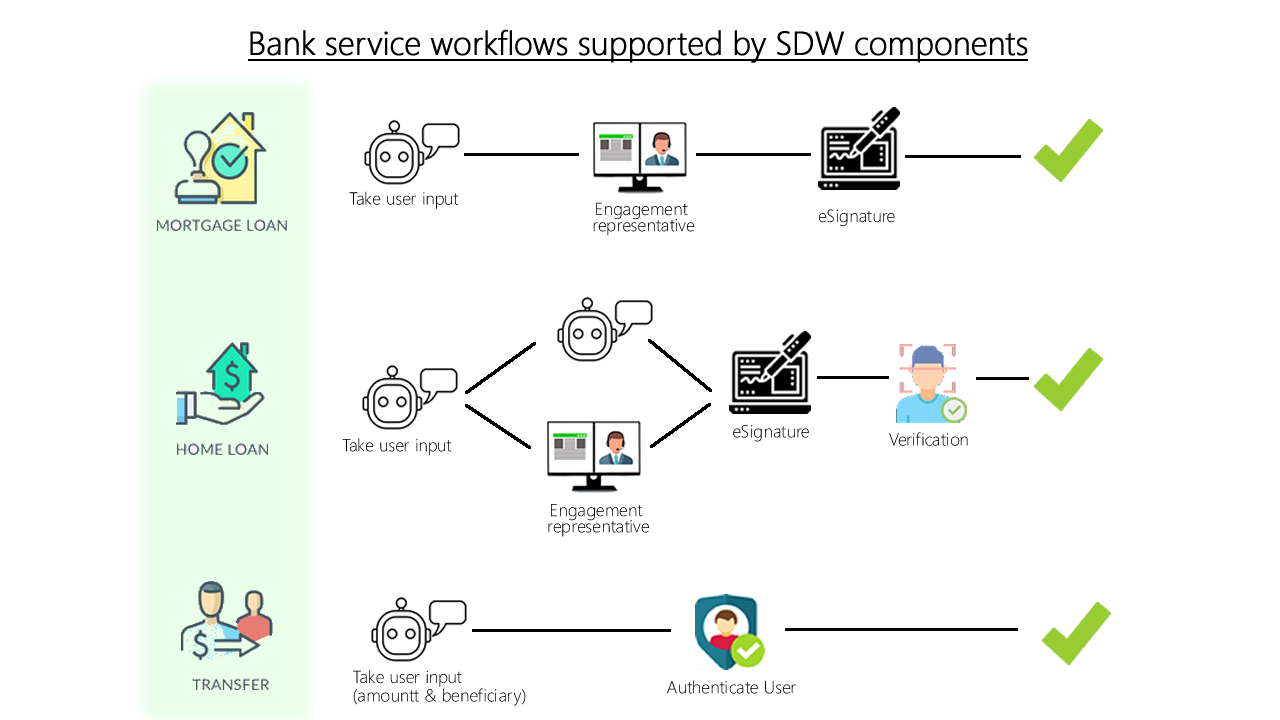 Bank service workflows supported by SDW components
MORTGAGE LOAN
Take user input
Engagement
representative
eSignature
HOME LOAN
Take user input
Engagement
representative
eSignature
Verification
TRANSFER
Take user input
(amountt & beneficiary)
Authenticate User